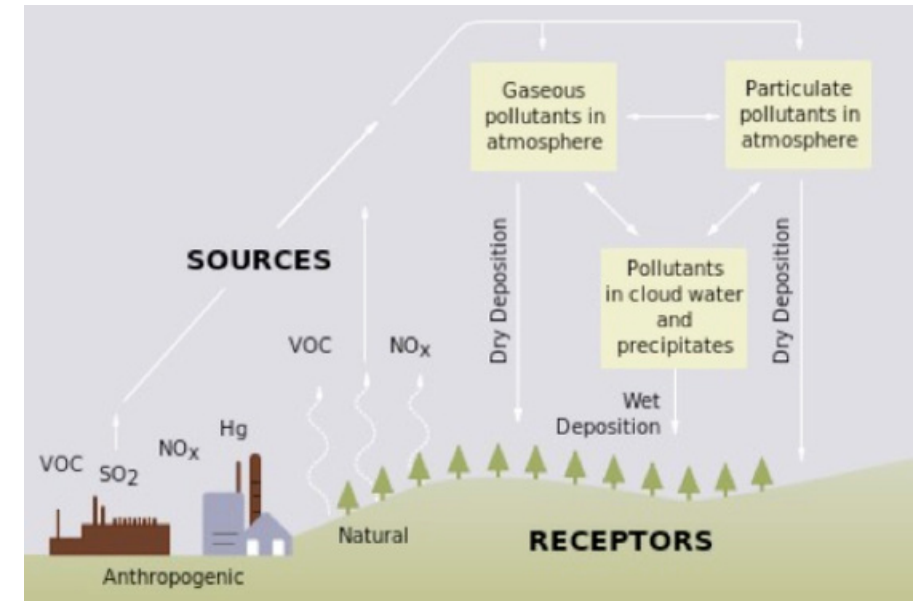 Gaseous
pollutants in
atmosphere
Particulate
pollutants in
atmosphere
SOURCES
Dry Deposition
Dry Deposition
Pollutants
in cloud water
and
precipitates
VOC
NOx
Wet
Deposition
Hg
NOx
VOC
SO2
Natural
RECEPTORS
Anthropogenic